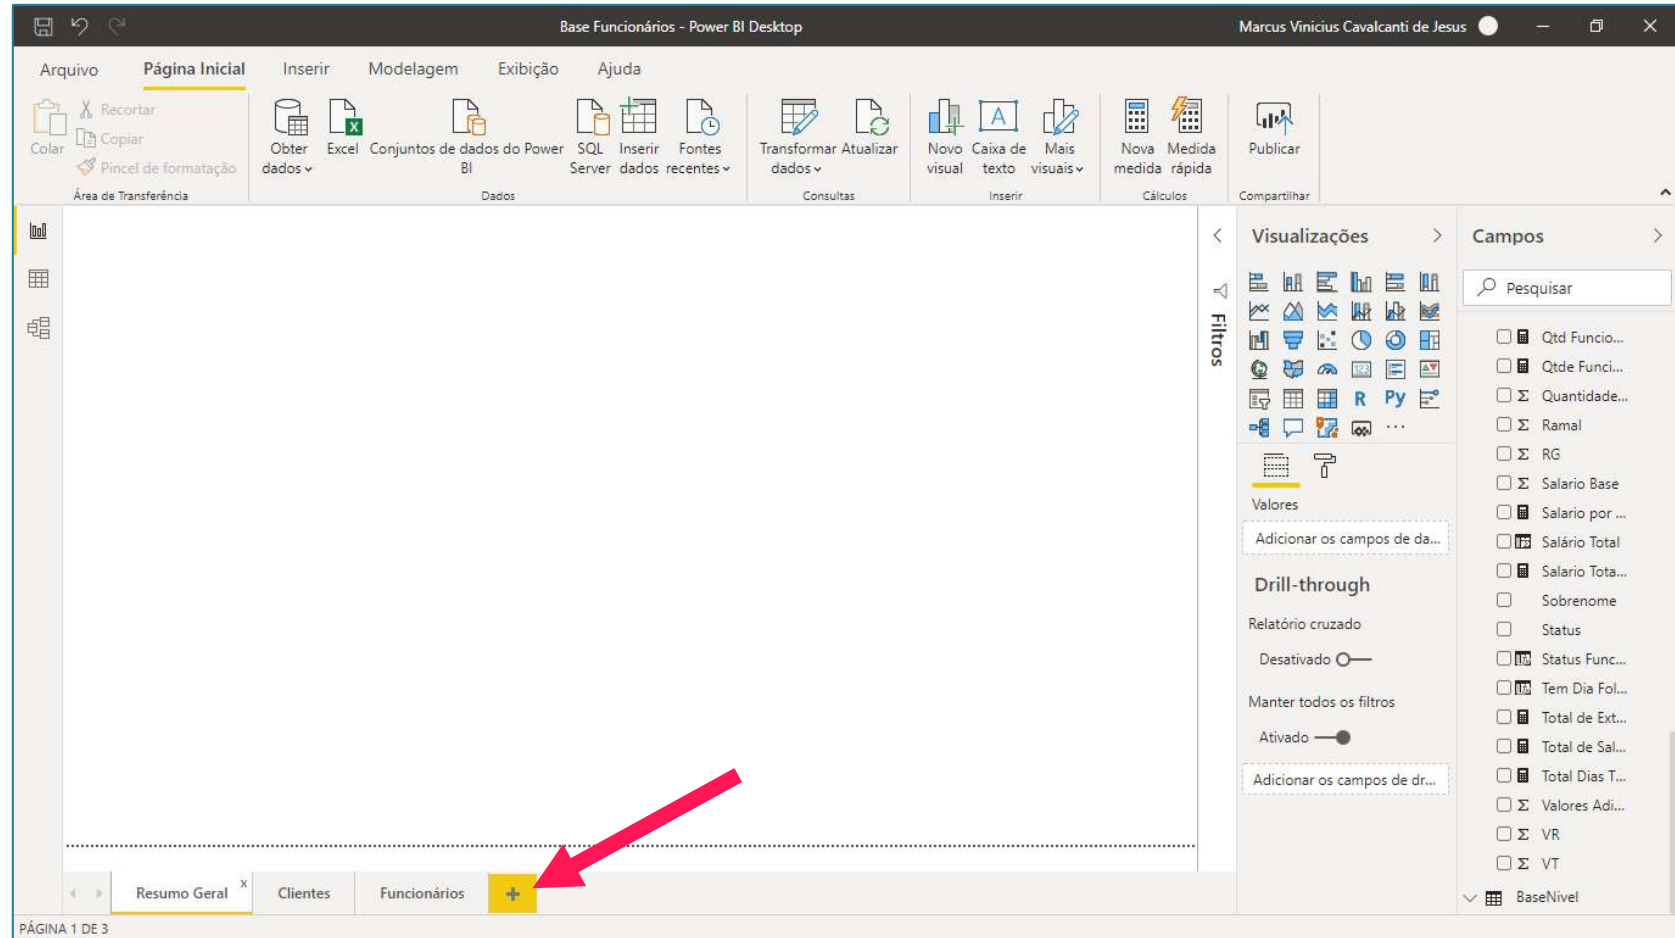 Base Funcionários - Power BI Desktop
Marcus Vinicius Cavalcanti de Jesus
Arquivo Página Inicial Inserir Modelagem Exibição Ajuda
Colar
Recortar
Copiar
Pincel de formatação
Área de Transferência
Obter dados
Excel
Conjuntos de dados do Power BI
SQL Server
Inserir dados
Fontes recentes
Dados
Transformar dados
Atualizar
Consultas
Novo visual
A
Caixa de texto
Mais visuais
Inserir
Nova medida
Medida rápida
Cálculos
Publicar
Compartilhar
Filtros
Visualizações
123
R Py
...
Valores
Adicionar os campos de da...
Drill-through
Relatório cruzado
Desativado
Manter todos os filtros
Ativado
Adicionar os campos de dr...
Campos
Pesquisar
Qtd Funcio...
Qtde Funci...
Σ Quantidade...
Σ Ramal
Σ RG
Σ Salario Base
Salario por ...
Salário Total
Salario Tota...
Sobrenome
Status
Status Func...
Tem Dia Fol...
Total de Ext...
Total de Sal...
Total Dias T...
Σ Valores Adi...
Σ VR
Σ VT
BaseNivel
Resumo Geral x Clientes Funcionários +
PÁGINA 1 DE 3